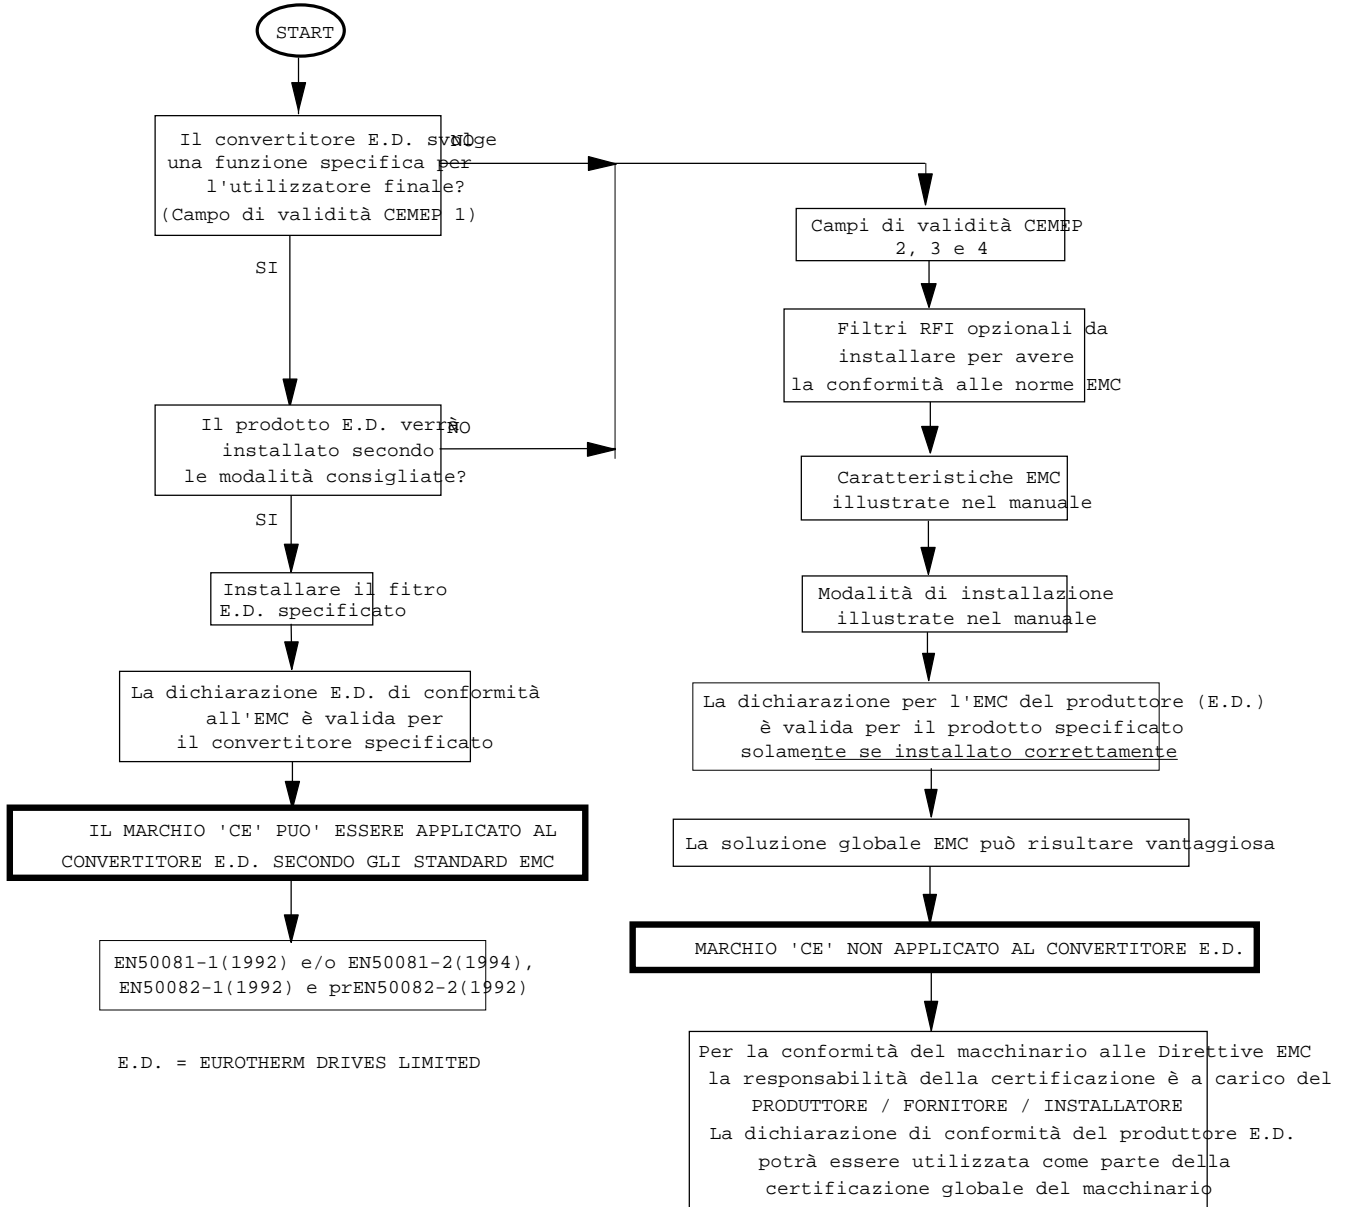 START
Il convertitore E.D. svolge
una funzione specifica per
l'utilizzatore finale?
(Campo di validità CEMEP 1)
NO
SI
Il prodotto E.D. verrà
installato secondo
le modalità consigliate?
NO
SI
Installare il fitro
E.D. specificato
La dichiarazione E.D. di conformità
all'EMC è valida per
il convertitore specificato
IL MARCHIO 'CE' PUO' ESSERE APPLICATO AL
CONVERTITORE E.D. SECONDO GLI STANDARD EMC
EN50081-1(1992) e/o EN50081-2(1994),
EN50082-1(1992) e prEN50082-2(1992)
E.D. = EUROTHERM DRIVES LIMITED
Campi di validità CEMEP
2, 3 e 4
Filtri RFI opzionali da
installare per avere
la conformità alle norme EMC
Caratteristiche EMC
illustrate nel manuale
Modalità di installazione
illustrate nel manuale
La dichiarazione per l'EMC del produttore (E.D.)
è valida per il prodotto specificato
solamente se installato correttamente
La soluzione globale EMC può risultare vantaggiosa
MARCHIO 'CE' NON APPLICATO AL CONVERTITORE E.D.
Per la conformità del macchinario alle Direttive EMC
la responsabilità della certificazione è a carico del
PRODUTTORE / FORNITORE / INSTALLATORE
La dichiarazione di conformità del produttore E.D.
potrà essere utilizzata come parte della
certificazione globale del macchinario